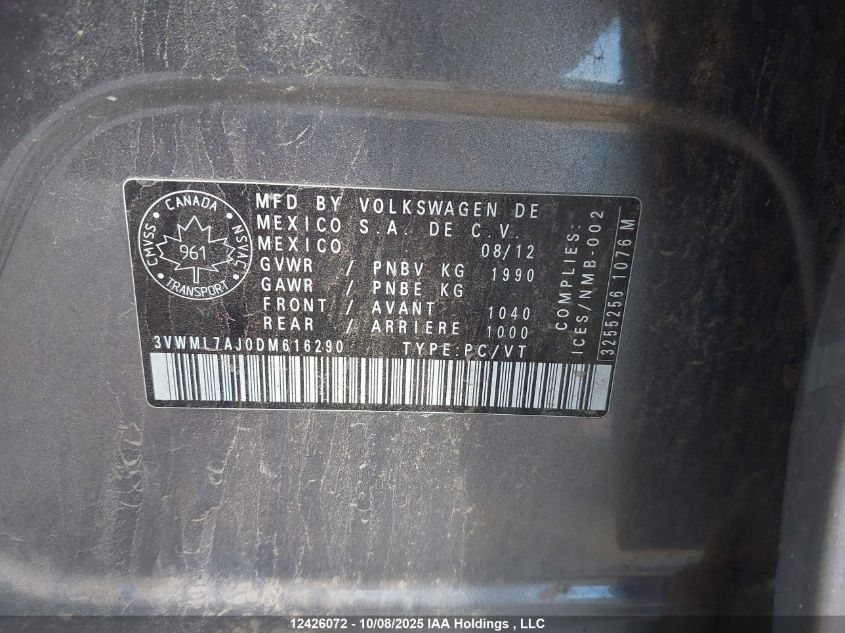 CANADA
CMVSS
NSVAC
961
TRANSPORT
MFD BY VOLKSWAGEN DE
MEXICO S.A. DE C.V.
MEXICO 08/12
GVWR / PNBV KG 1990
GAWR / PNBE KG
FRONT / AVANT 1040
REAR / ARRIERE 1000
3VWML7AJ0DM616290 TYPE:PC/VT
COMPLIES:
ICES/NMB-002
3255256 1076 M
12426072 - 10/08/2025 IAA Holdings , LLC